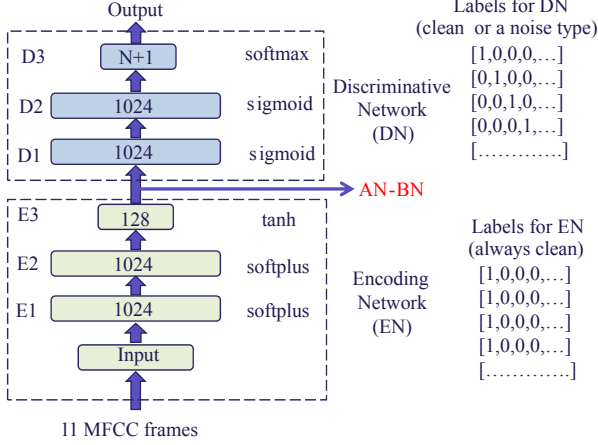 Output
D3
N+1
softmax
D2
1024
sigmoid
D1
1024
sigmoid
Discriminative
Network
(DN)
Labels for DN
(clean or a noise type)
[1,0,0,0,…]
[0,1,0,0,…]
[0,0,1,0,…]
[0,0,0,1,…]
[………….]
AN-BN
E3
128
tanh
E2
1024
softplus
E1
1024
softplus
Input
Encoding
Network
(EN)
Labels for EN
(always clean)
[1,0,0,0,…]
[1,0,0,0,…]
[1,0,0,0,…]
[1,0,0,0,…]
[………….]
11 MFCC frames